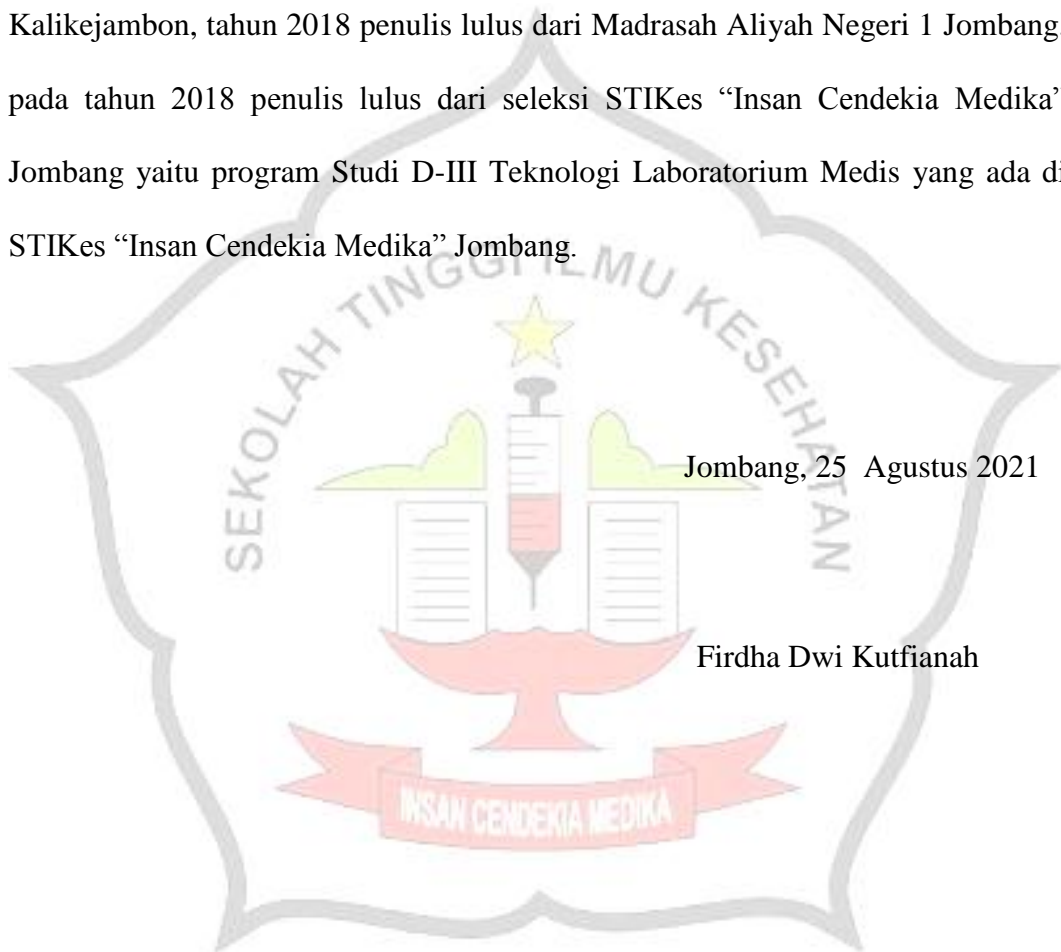 Kalikejambon, tahun 2018 penulis lulus dari Madrasah Aliyah Negeri 1 Jombang.
pada tahun 2018 penulis lulus dari seleksi STIKes “Insan Cendekia Medika”
Jombang yaitu program Studi D-III Teknologi Laboratorium Medis yang ada di
STIKes “Insan Cendekia Medika” Jombang.
SEKOLAH TINGGI ILMU KESEHATAN
Jombang, 25 Agustus 2021
Firdha Dwi Kutfianah
INSAN CENDEKIA MEDIKA